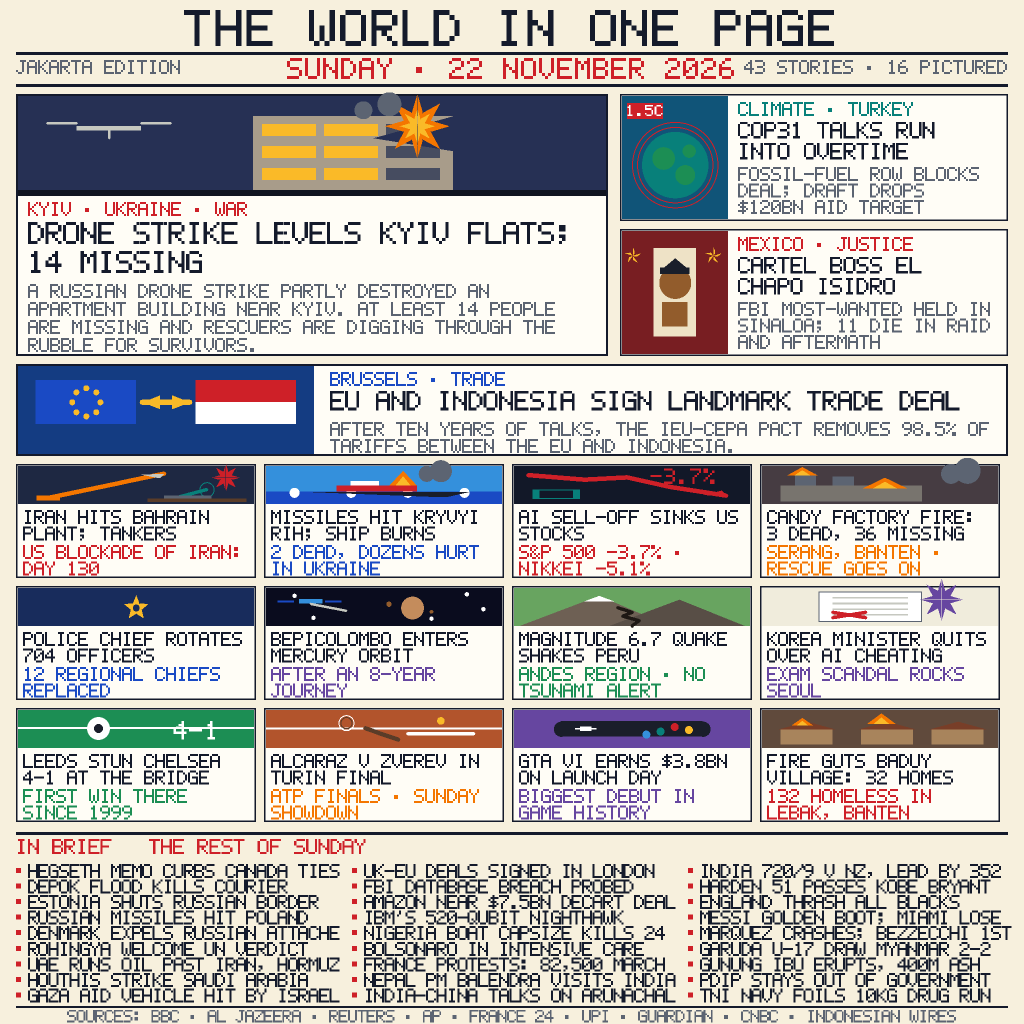 THE WORLD IN ONE PAGE
JAKARTA EDITION
SUNDAY · 22 NOVEMBER 2026
43 STORIES · 16 PICTURED
KYIV · UKRAINE · WAR
DRONE STRIKE LEVELS KYIV FLATS;
14 MISSING
A RUSSIAN DRONE STRIKE PARTLY DESTROYED AN
APARTMENT BUILDING NEAR KYIV. AT LEAST 14 PEOPLE
ARE MISSING AND RESCUERS ARE DIGGING THROUGH THE
RUBBLE FOR SURVIVORS.
1.5C
CLIMATE · TURKEY
COP31 TALKS RUN
INTO OVERTIME
FOSSIL-FUEL ROW BLOCKS
DEAL; DRAFT DROPS
$120BN AID TARGET
MEXICO · JUSTICE
CARTEL BOSS EL
CHAPO ISIDRO
FBI MOST-WANTED HELD IN
SINALOA; 11 DIE IN RAID
AND AFTERMATH
BRUSSELS · TRADE
EU AND INDONESIA SIGN LANDMARK TRADE DEAL
AFTER TEN YEARS OF TALKS, THE IEU-CEPA PACT REMOVES 98.5% OF
TARIFFS BETWEEN THE EU AND INDONESIA.
IRAN HITS BAHRAIN
PLANT; TANKERS
US BLOCKADE OF IRAN:
DAY 130
MISSILES HIT KRYVYI
RIH; SHIP BURNS
2 DEAD, DOZENS HURT
IN UKRAINE
-3.7%
AI SELL-OFF SINKS US
STOCKS
S&P 500 -3.7% ·
NIKKEI -5.1%
CANDY FACTORY FIRE:
3 DEAD, 36 MISSING
SERANG, BANTEN ·
RESCUE GOES ON
POLICE CHIEF ROTATES
704 OFFICERS
12 REGIONAL CHIEFS
REPLACED
BEPICOLOMBO ENTERS
MERCURY ORBIT
AFTER AN 8-YEAR
JOURNEY
MAGNITUDE 6.7 QUAKE
SHAKES PERU
ANDES REGION · NO
TSUNAMI ALERT
KOREA MINISTER QUITS
OVER AI CHEATING
EXAM SCANDAL ROCKS
SEOUL
4-1
LEEDS STUN CHELSEA
4-1 AT THE BRIDGE
FIRST WIN THERE
SINCE 1999
ALCARAZ V ZVEREV IN
TURIN FINAL
ATP FINALS · SUNDAY
SHOWDOWN
GTA VI EARNS $3.8BN
ON LAUNCH DAY
BIGGEST DEBUT IN
GAME HISTORY
FIRE GUTS BADUY
VILLAGE: 32 HOMES
132 HOMELESS IN
LEBAK, BANTEN
IN BRIEF THE REST OF SUNDAY
HEGSETH MEMO CURBS CANADA TIES
DEPOK FLOOD KILLS COURIER
ESTONIA SHUTS RUSSIAN BORDER
RUSSIAN MISSILES HIT POLAND
DENMARK EXPELS RUSSIAN ATTACHE
ROHINGYA WELCOME UN VERDICT
UAE RUNS OIL PAST IRAN, HORMUZ
HOUTHIS STRIKE SAUDI ARABIA
GAZA AID VEHICLE HIT BY ISRAEL
UK-EU DEALS SIGNED IN LONDON
FBI DATABASE BREACH PROBED
AMAZON NEAR $7.5BN DECART DEAL
IBM'S 520-QUBIT NIGHTHAWK
NIGERIA BOAT CAPSIZE KILLS 24
BOLSONARO IN INTENSIVE CARE
FRANCE PROTESTS: 82,500 MARCH
NEPAL PM BALENDRA VISITS INDIA
INDIA-CHINA TALKS ON ARUNACHAL
INDIA 720/9 V NZ, LEAD BY 352
HARDEN 51 PASSES KOBE BRYANT
ENGLAND THRASH ALL BLACKS
MESSI GOLDEN BOOT; MIAMI LOSE
MARQUEZ CRASHES; BEZZECCHI 1ST
GARUDA U-17 DRAW MYANMAR 2-2
GUNUNG IBU ERUPTS, 400M ASH
PDIP STAYS OUT OF GOVERNMENT
TNI NAVY FOILS 10KG DRUG RUN
SOURCES: BBC · AL JAZEERA · REUTERS · AP · FRANCE 24 · UPI · GUARDIAN · CNBC · INDONESIAN WIRES